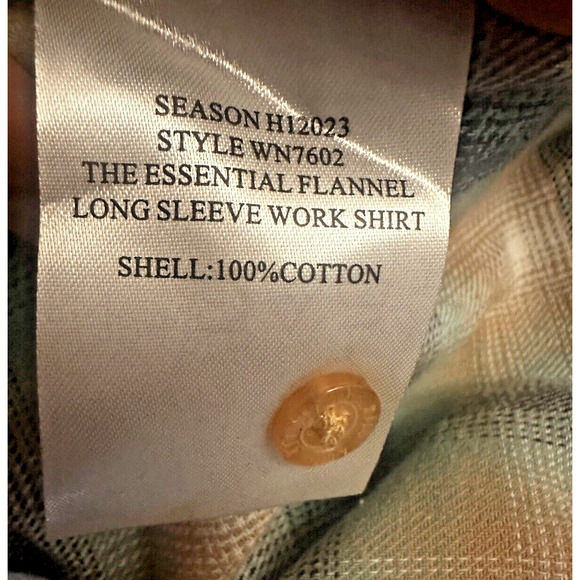 SEASON H12023
STYLE WN7602
THE ESSENTIAL FLANNEL
LONG SLEEVE WORK SHIRT
SHELL:100%COTTON